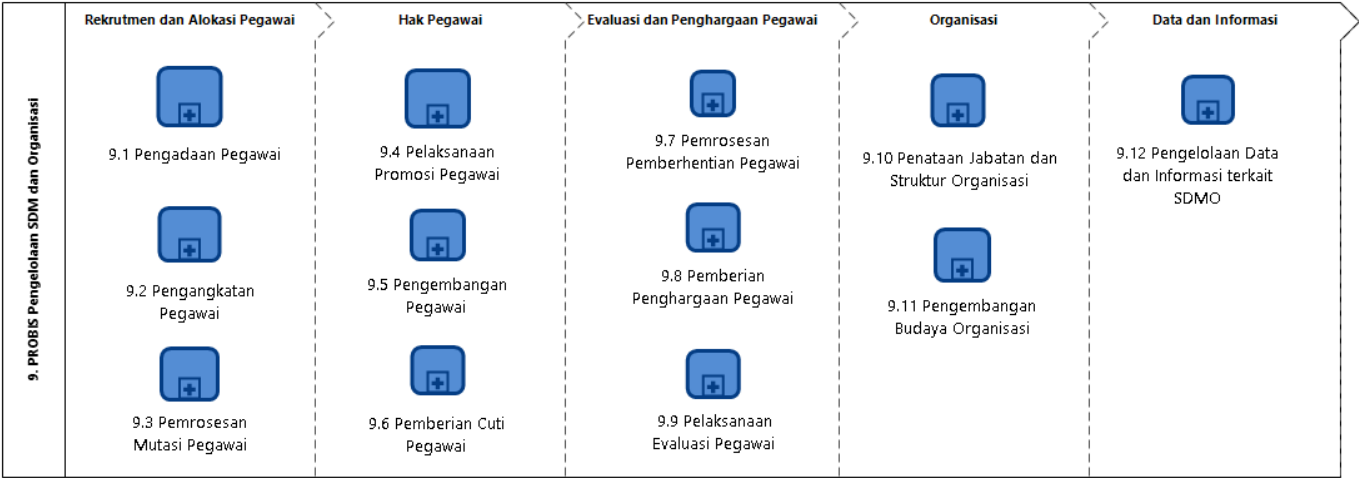 9. PROBIS Pengelolaan SDM dan Organisasi
Rekrutmen dan Alokasi Pegawai
9.1 Pengadaan Pegawai
9.2 Pengangkatan
Pegawai
9.3 Pemrosesan
Mutasi Pegawai
Hak Pegawai
9.4 Pelaksanaan
Promosi Pegawai
9.5 Pengembangan
Pegawai
9.6 Pemberian Cuti
Pegawai
Evaluasi dan Penghargaan Pegawai
9.7 Pemrosesan
Pemberhentian Pegawai
9.8 Pemberian
Penghargaan Pegawai
9.9 Pelaksanaan
Evaluasi Pegawai
Organisasi
9.10 Penataan Jabatan dan
Struktur Organisasi
9.11 Pengembangan
Budaya Organisasi
Data dan Informasi
9.12 Pengelolaan Data
dan Informasi terkait
SDMO